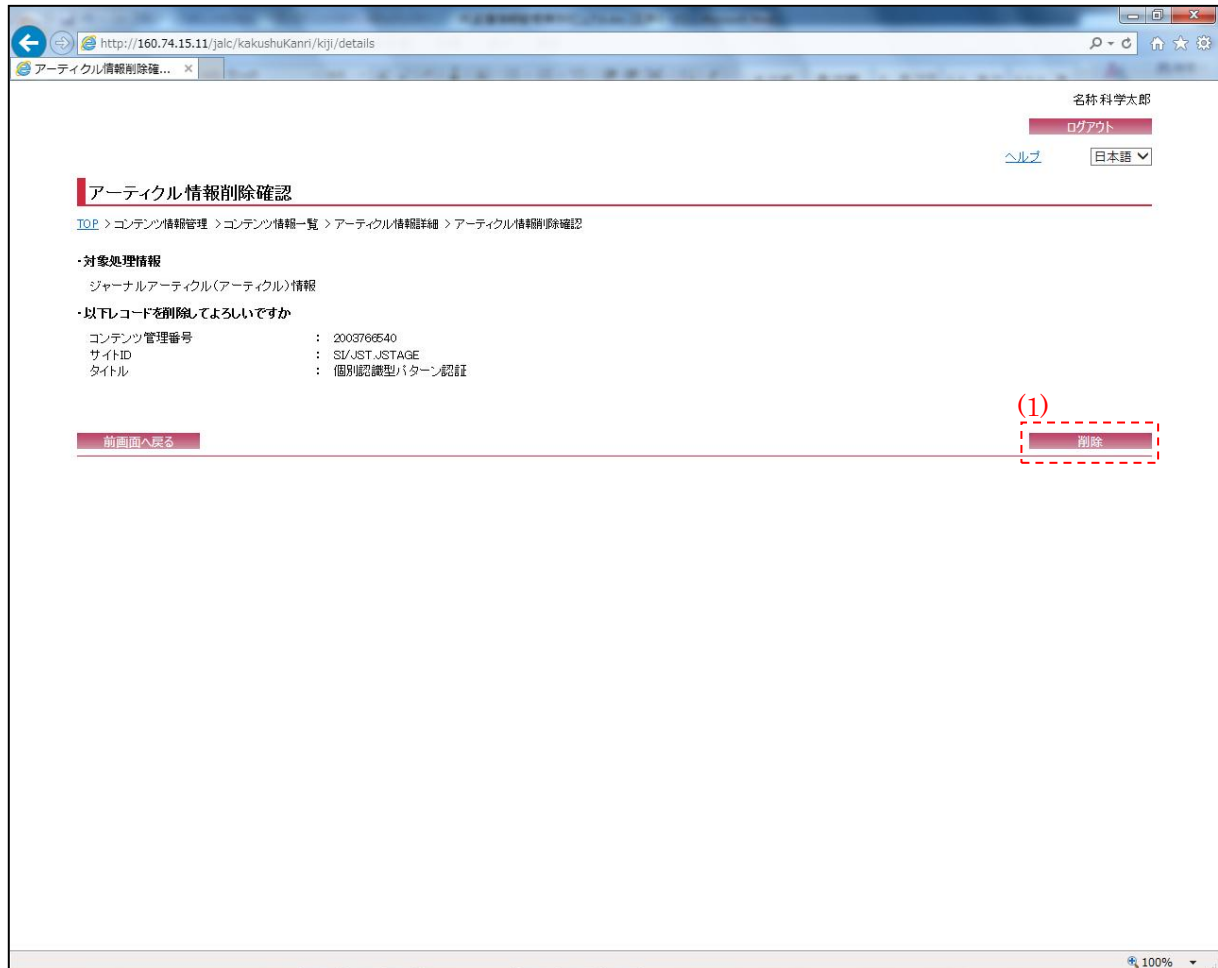 http://160.74.15.11/jalc/kakushuKanri/kiji/details
アーティクル情報削除確... ×
名称 科学太郎
ログアウト
ヘルプ 日本語
アーティクル情報削除確認
TOP > コンテンツ情報管理 > コンテンツ情報一覧 > アーティクル情報詳細 > アーティクル情報削除確認
・対象処理情報
ジャーナルアーティクル(アーティクル)情報
・以下レコードを削除してよろしいですか
コンテンツ管理番号 : 2003766540
サイトID : SI/JST.JSTAGE
タイトル : 個別認識型パターン認証
(1)
前画面へ戻る 削除
100%